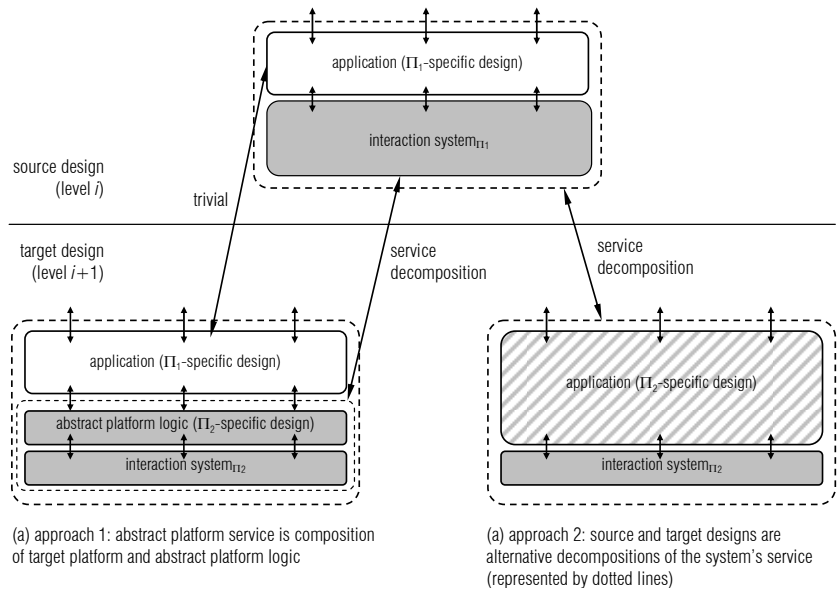 application (Π1-specific design)
interaction systemΠ1
source design
(level i)
trivial
target design
(level i+1)
service
decomposition
service
decomposition
application (Π1-specific design)
abstract platform logic (Π2-specific design)
interaction systemΠ2
application (Π2-specific design)
interaction systemΠ2
(a) approach 1: abstract platform service is composition
of target platform and abstract platform logic
(a) approach 2: source and target designs are
alternative decompositions of the system's service
(represented by dotted lines)